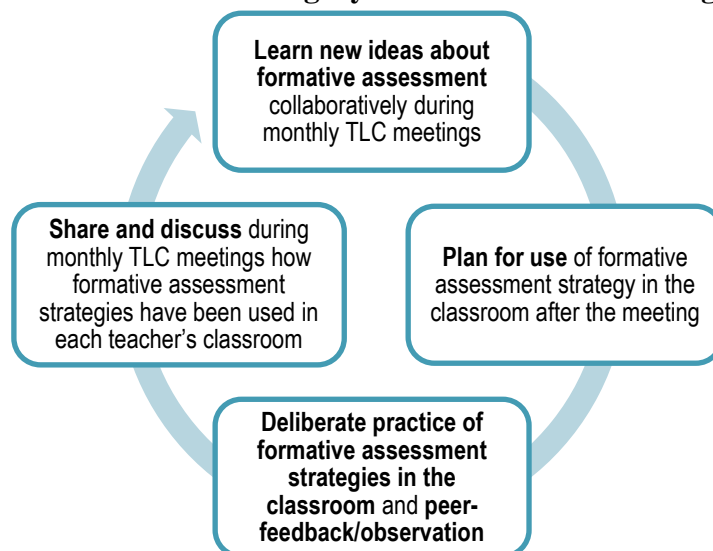 Learn new ideas about
formative assessment
collaboratively during
monthly TLC meetings
Plan for use of formative
assessment strategy in the
classroom after the meeting
Deliberate practice of
formative assessment
strategies in the
classroom and peer-
feedback/observation
Share and discuss during
monthly TLC meetings how
formative assessment
strategies have been used in
each teacher's classroom